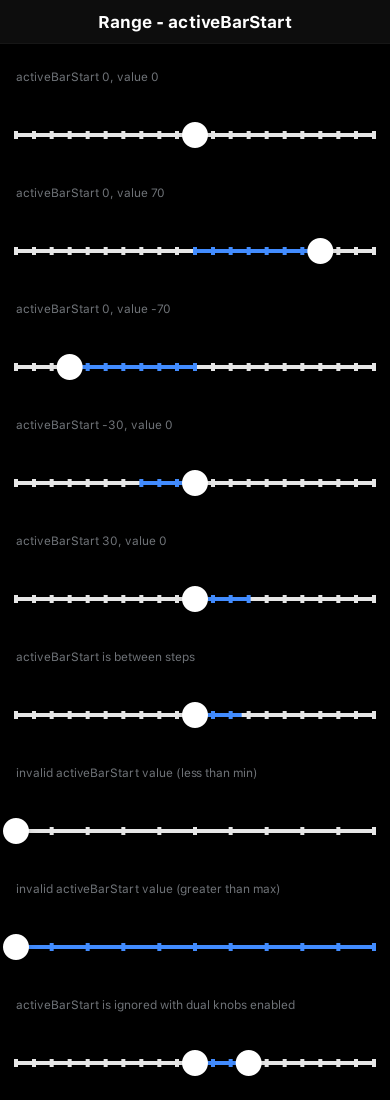 Range - activeBarStart
activeBarStart 0, value 0
activeBarStart 0, value 70
activeBarStart 0, value -70
activeBarStart -30, value 0
activeBarStart 30, value 0
activeBarStart is between steps
invalid activeBarStart value (less than min)
invalid activeBarStart value (greater than max)
activeBarStart is ignored with dual knobs enabled